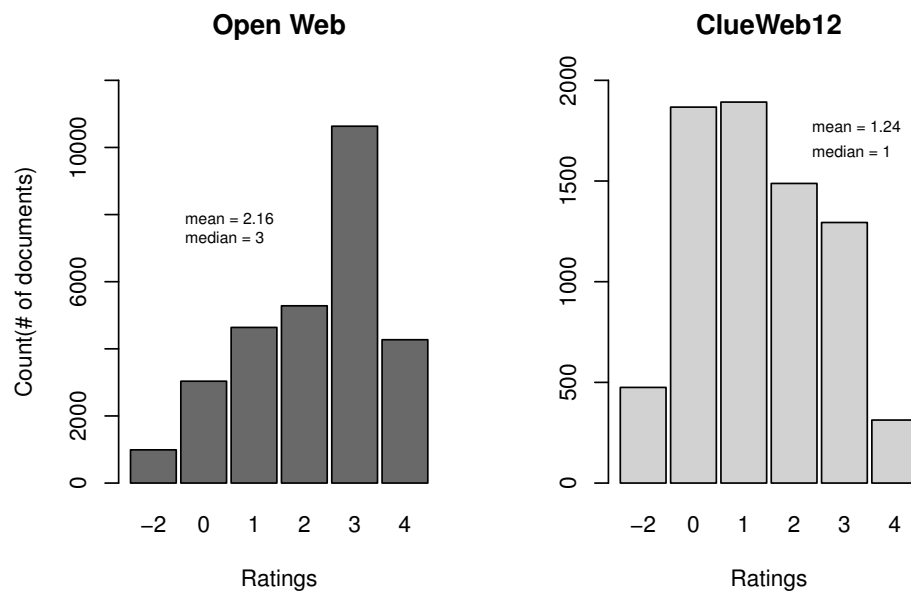 Open Web
Count(# of documents)
10000
6000
2000
0
mean = 2.16
median = 3
−2 0 1 2 3 4
Ratings
ClueWeb12
2000
1500
1000
500
0
mean = 1.24
median = 1
−2 0 1 2 3 4
Ratings